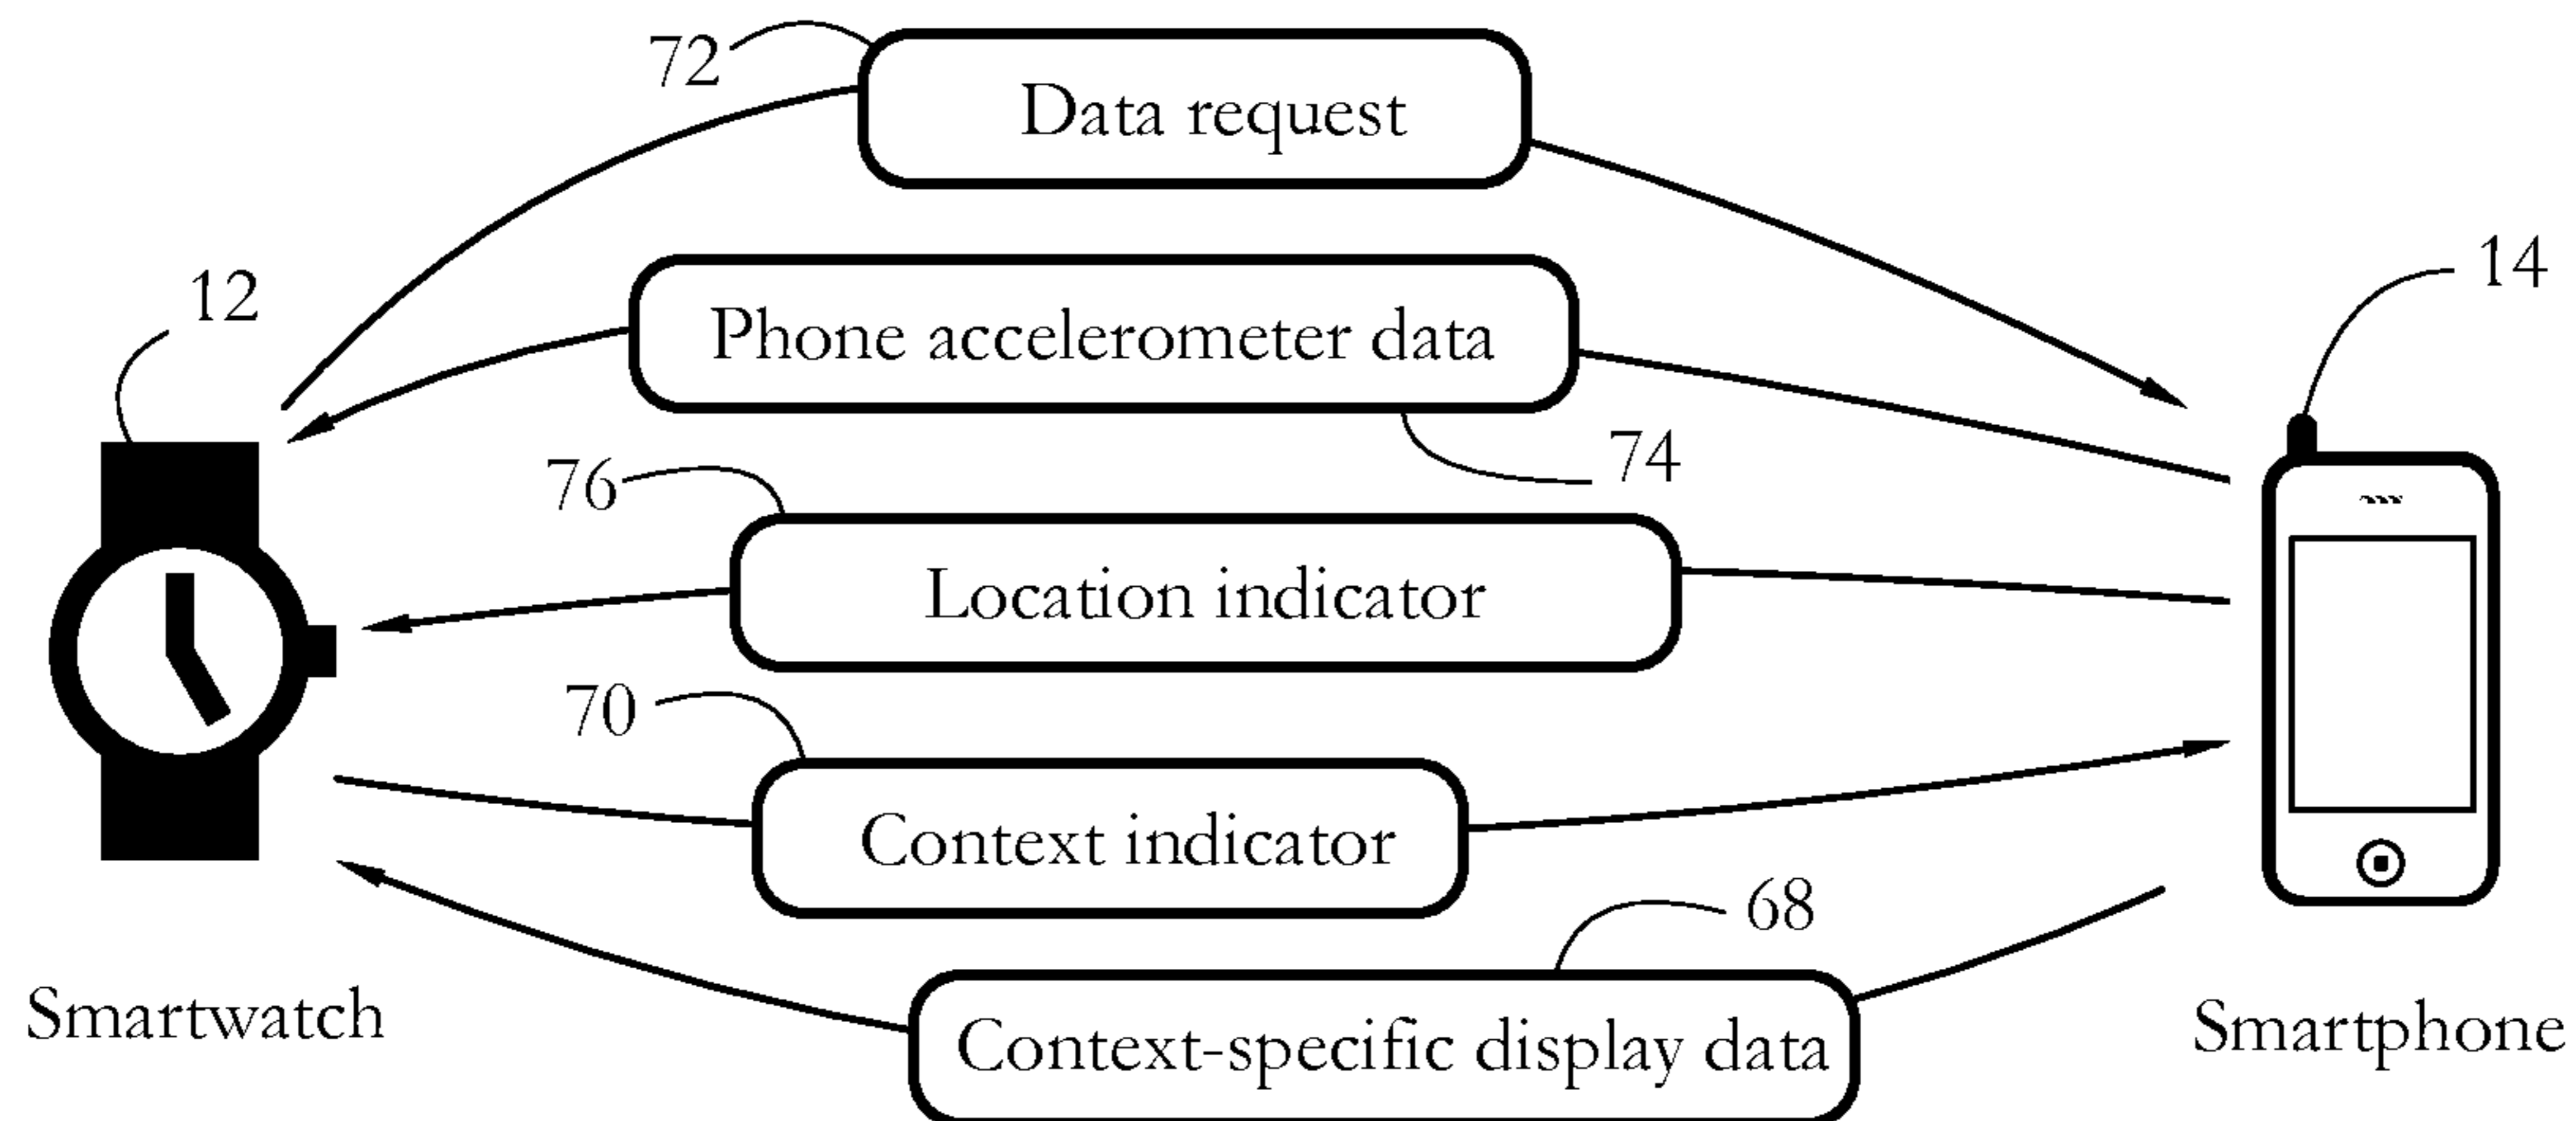 72
Data request
12
Phone accelerometer data
14
74
76
Location indicator
70
Context indicator
68
Context-specific display data
Smartwatch
Smartphone